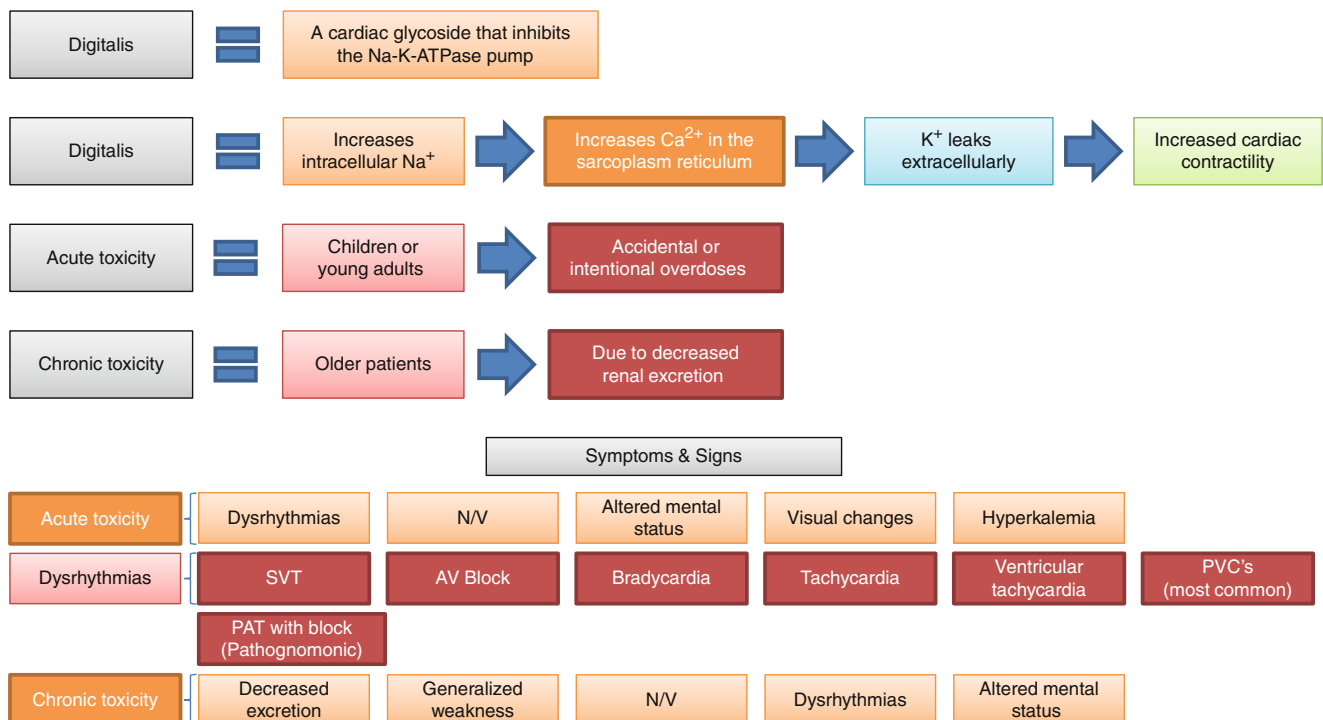 Digitalis
A cardiac glycoside that inhibits
the Na-K-ATPase pump
Digitalis
Increases
intracellular Na⁺
Increases Ca²⁺ in the
sarcoplasm reticulum
K⁺ leaks
extracellularly
Increased cardiac
contractility
Acute toxicity
Children or
young adults
Accidental or
intentional overdoses
Chronic toxicity
Older patients
Due to decreased
renal excretion
Symptoms & Signs
Acute toxicity
Dysrhythmias
N/V
Altered mental
status
Visual changes
Hyperkalemia
Dysrhythmias
SVT
AV Block
Bradycardia
Tachycardia
Ventricular
tachycardia
PVC's
(most common)
PAT with block
(Pathognomonic)
Chronic toxicity
Decreased
excretion
Generalized
weakness
N/V
Dysrhythmias
Altered mental
status